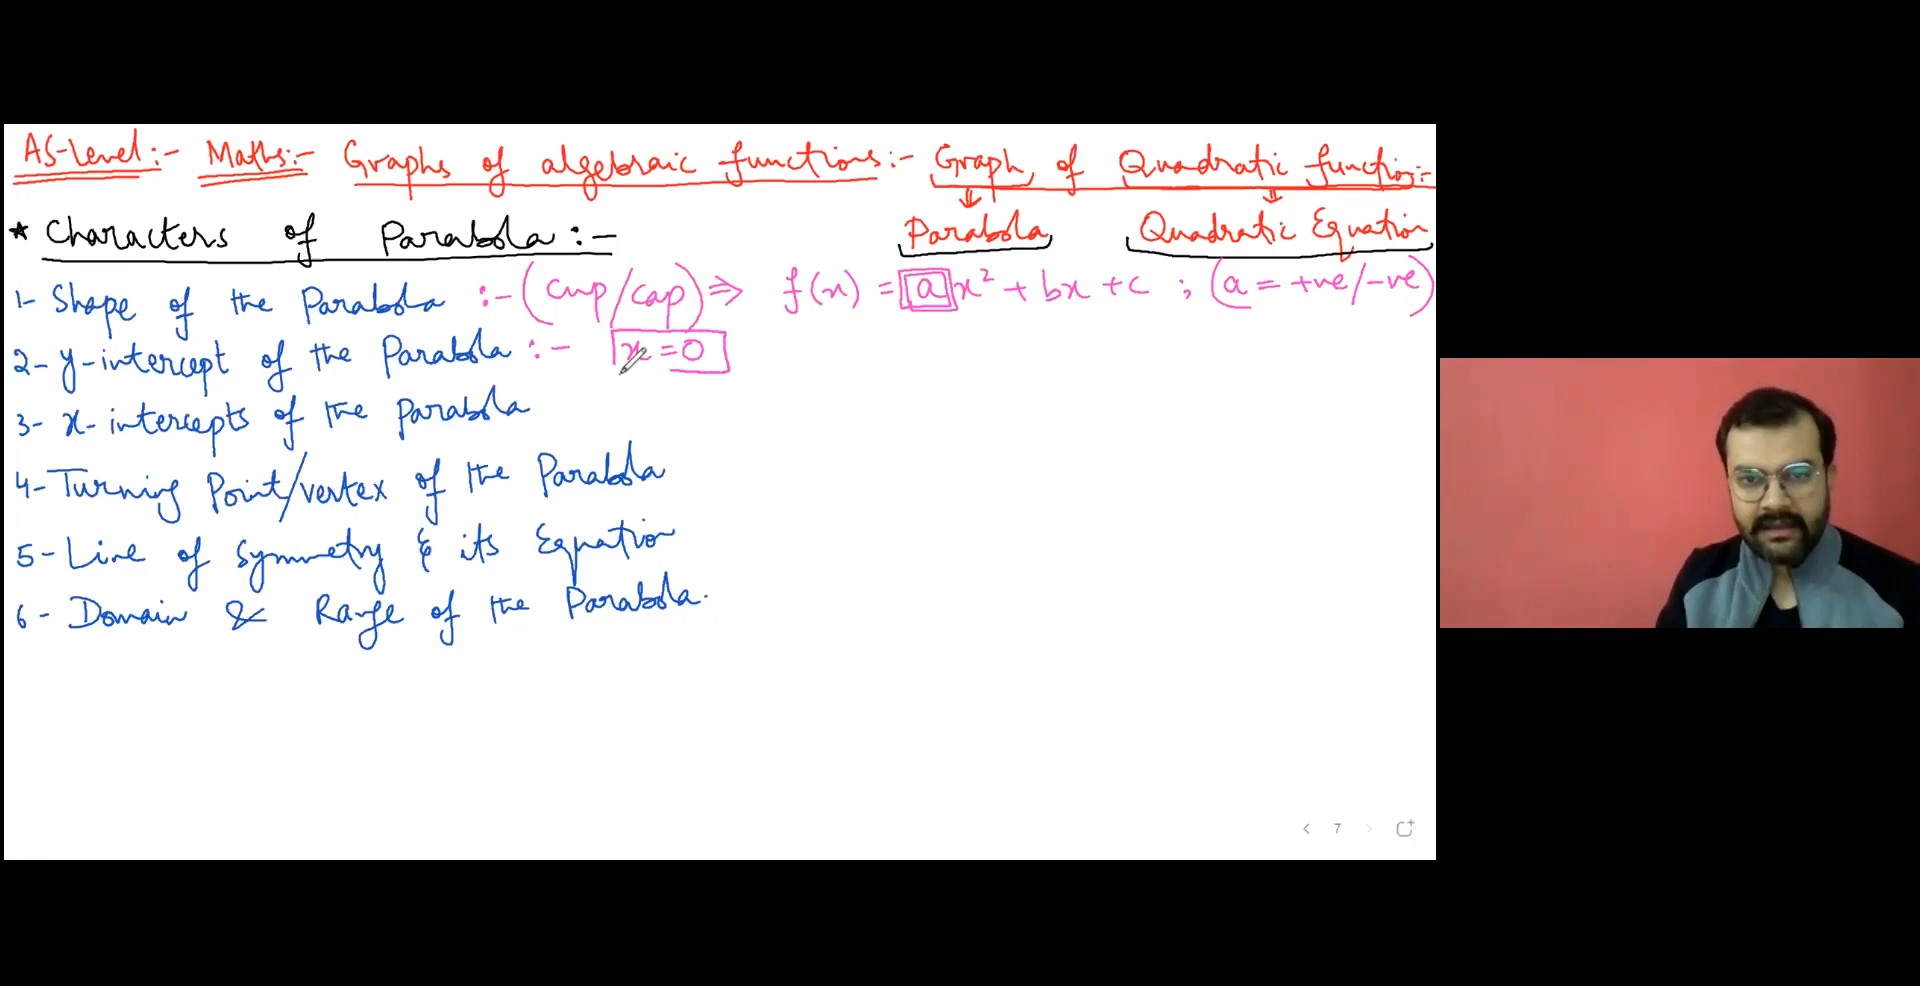 AS-Level:- Maths:- Graphs of algebraic functions:- Graph of Quadratic function:-
Parabola Quadratic Equation
* Characters of Parabola:-
1- Shape of the Parabola :- (cup/cap) ⇒ f(x) = ax² + bx + c ; (a = +ve/-ve)
2- y-intercept of the Parabola :- x = 0
3- x-intercepts of the Parabola
4- Turning Point/vertex of the Parabola
5- Line of Symmetry & its Equation
6- Domain & Range of the Parabola.
< 7 >